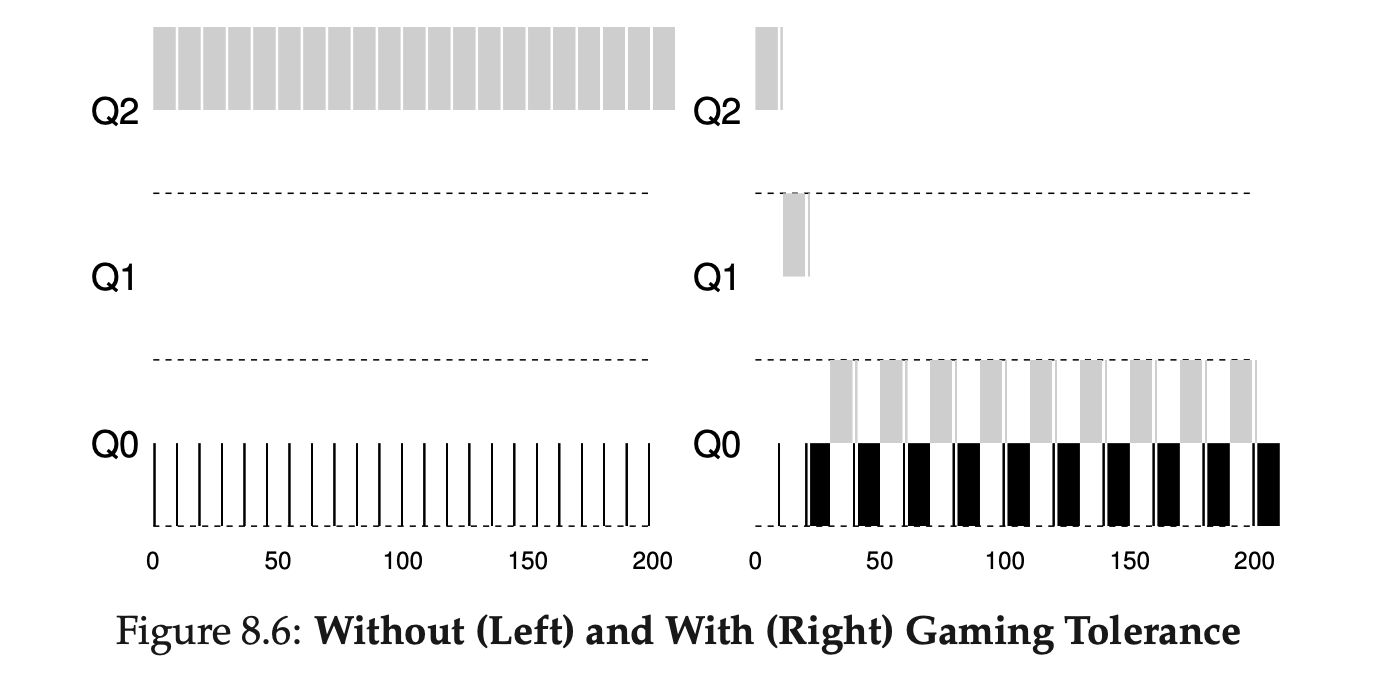 Q2 Q2
Q1 Q1
Q0 Q0
0 50 100 150 200 0 50 100 150 200
Figure 8.6: Without (Left) and With (Right) Gaming Tolerance